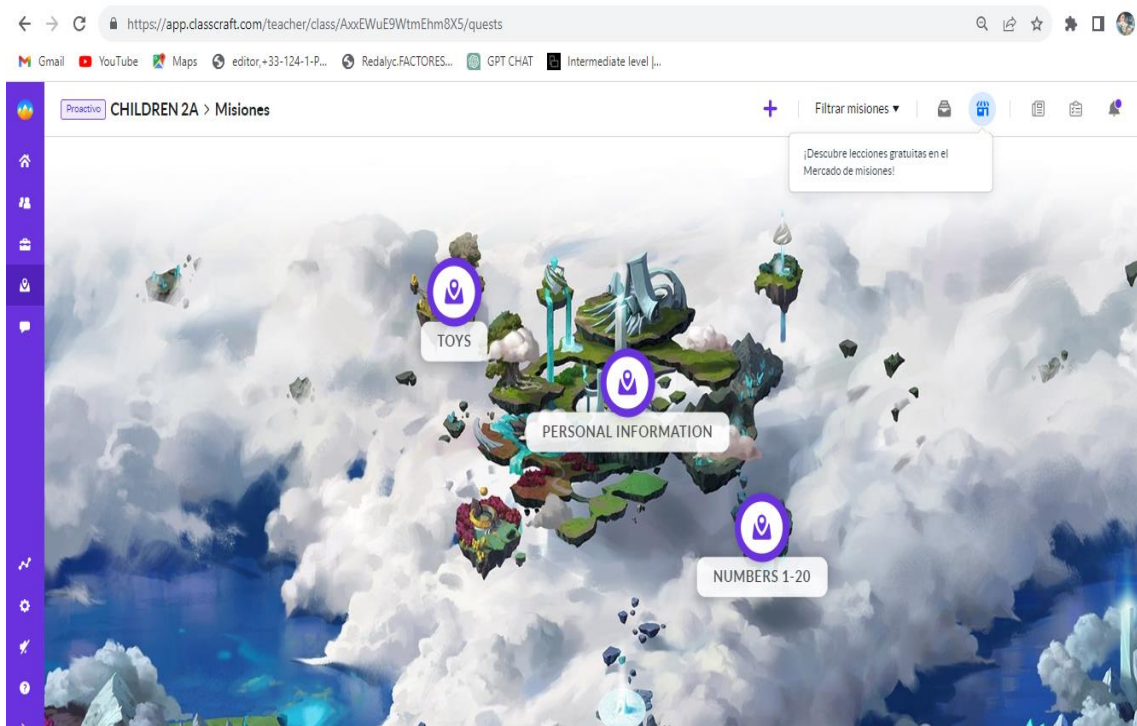 https://app.classcraft.com/teacher/class/AxxEWuE9WtmEhm8X5/quests
Gmail YouTube Maps editor,+33-124-1-P... Redalyc.FACTORES... GPT CHAT Intermediate level |...
Proactivo CHILDREN 2A > Misiones Filtrar misiones
¡Descubre lecciones gratuitas en el
Mercado de misiones!
TOYS
PERSONAL INFORMATION
NUMBERS 1-20